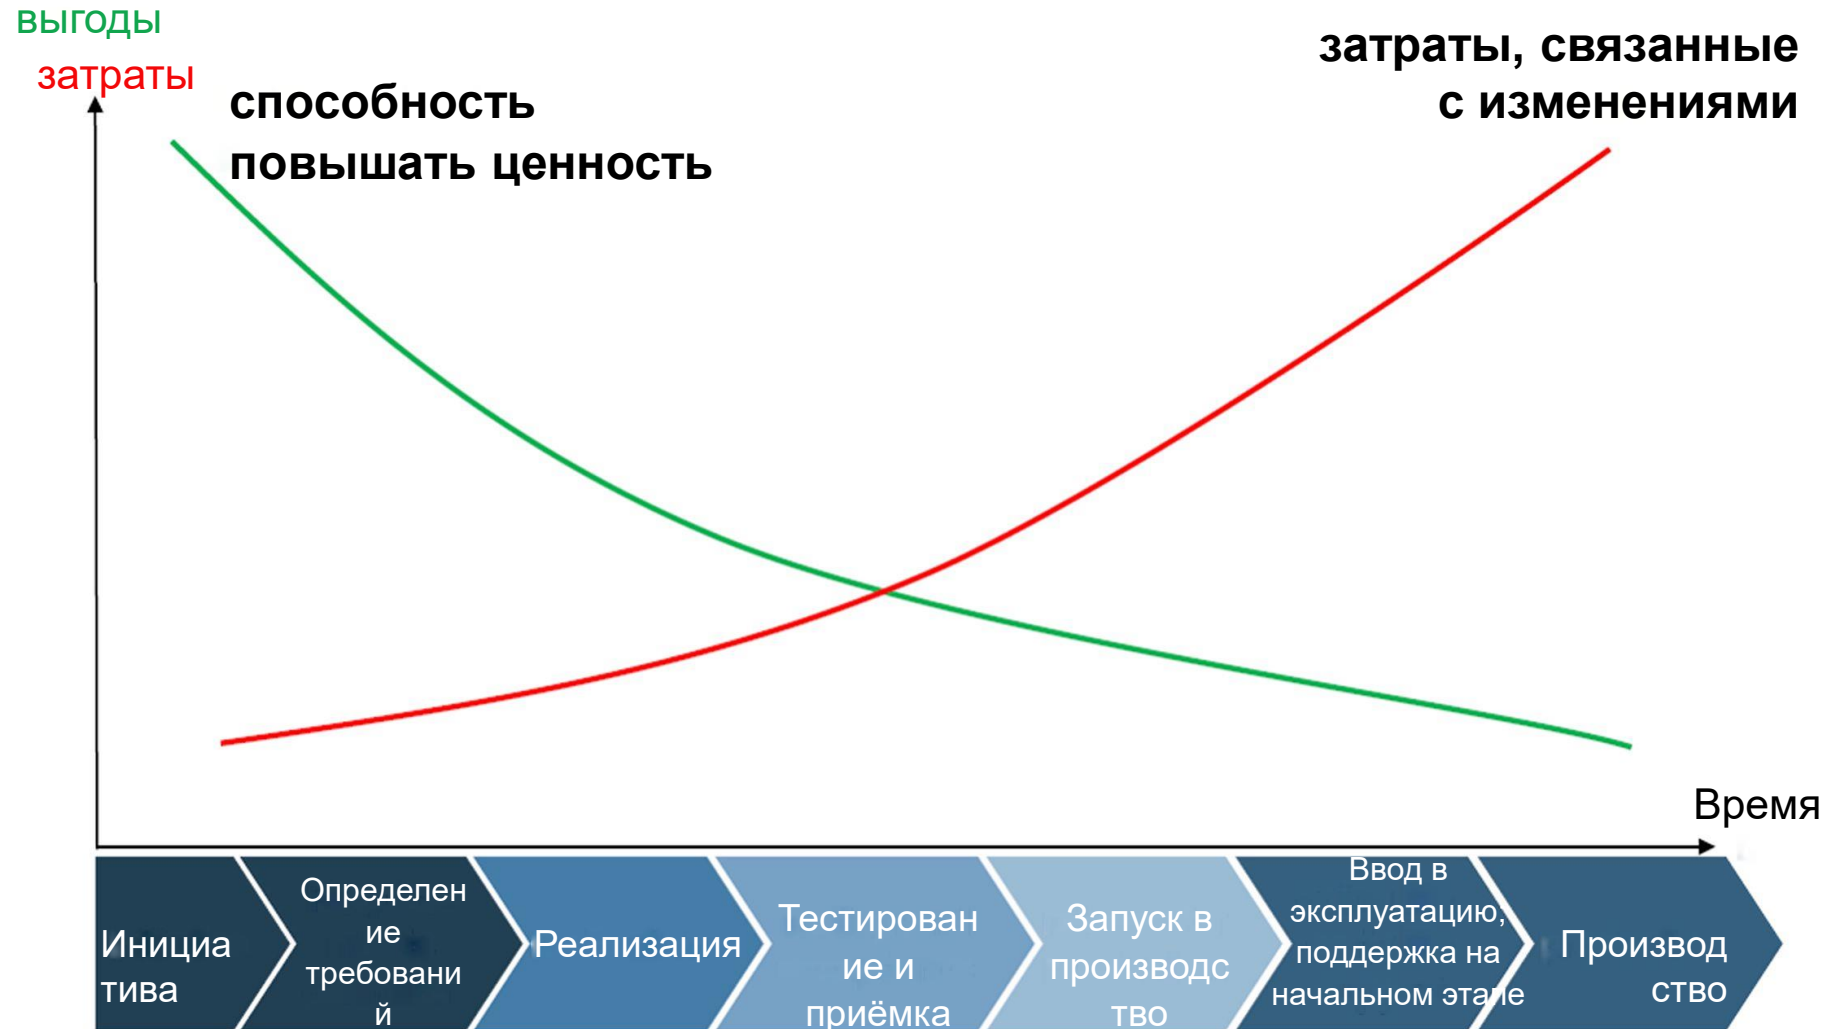 выгоды
затраты
способность
повышать ценность
затраты, связанные
с изменениями
Время
Инициа
тива
Определен
ие
требовани
й
Реализация
Тестирован
ие и
приёмка
Запуск в
производс
тво
Ввод в
эксплуатацию,
поддержка на
начальном этапе
Производ
ство